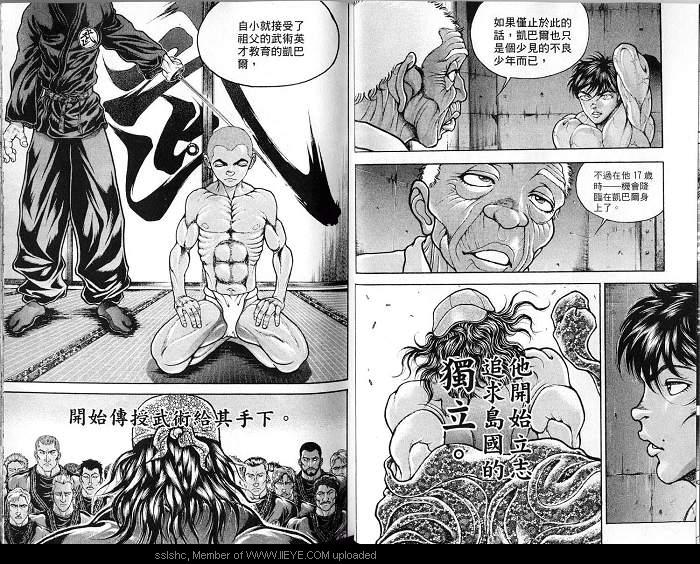 如果僅止於此的
話，凱巴爾也只
是個少見的不良
少年而已，
不過在他17歲
時——機會降
臨在凱巴爾身
上了。
他開始立志
追求島國的
獨立。
自小就接受了
祖父的武術英
才教育的凱巴
爾，
武
武
開始傳授武術給其手下。
sslshc, Member of WWW.IIEYE.COM uploaded